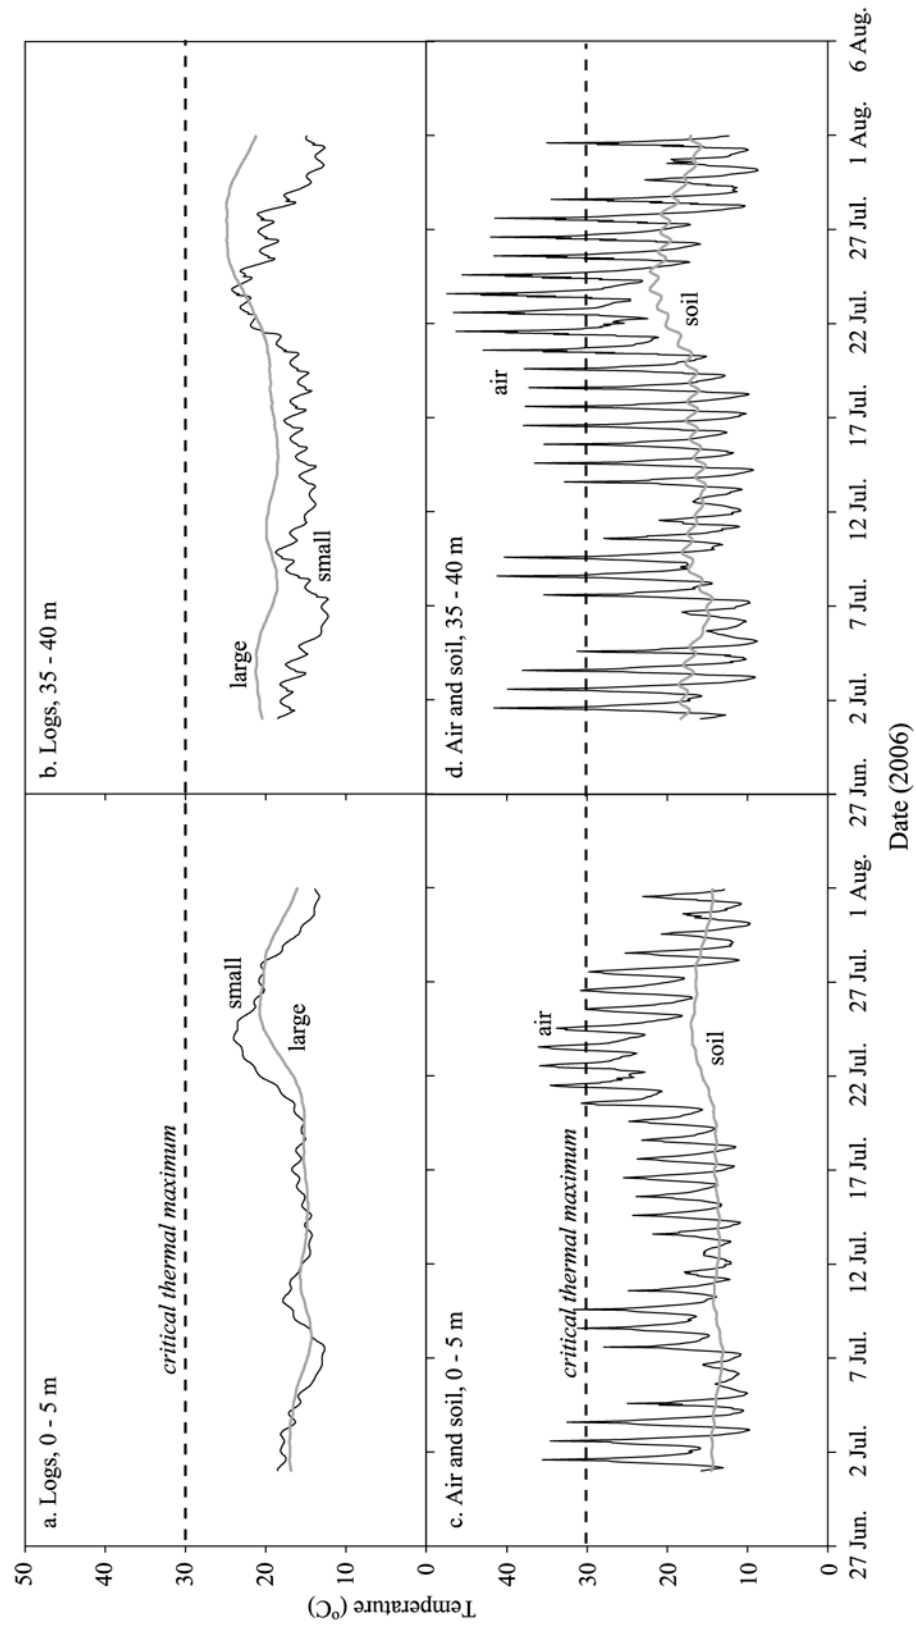 a. Logs, 0 - 5 m
b. Logs, 35 - 40 m
50
40
30
20
10
0
critical thermal maximum
small
large
large
small
c. Air and soil, 0 - 5 m
d. Air and soil, 35 - 40 m
40
30
20
10
0
critical thermal maximum
air
soil
air
soil
Temperature (°C)
27 Jun.
2 Jul.
7 Jul.
12 Jul.
17 Jul.
22 Jul.
27 Jul.
1 Aug.
27 Jun.
2 Jul.
7 Jul.
12 Jul.
17 Jul.
22 Jul.
27 Jul.
1 Aug.
6 Aug.
Date (2006)